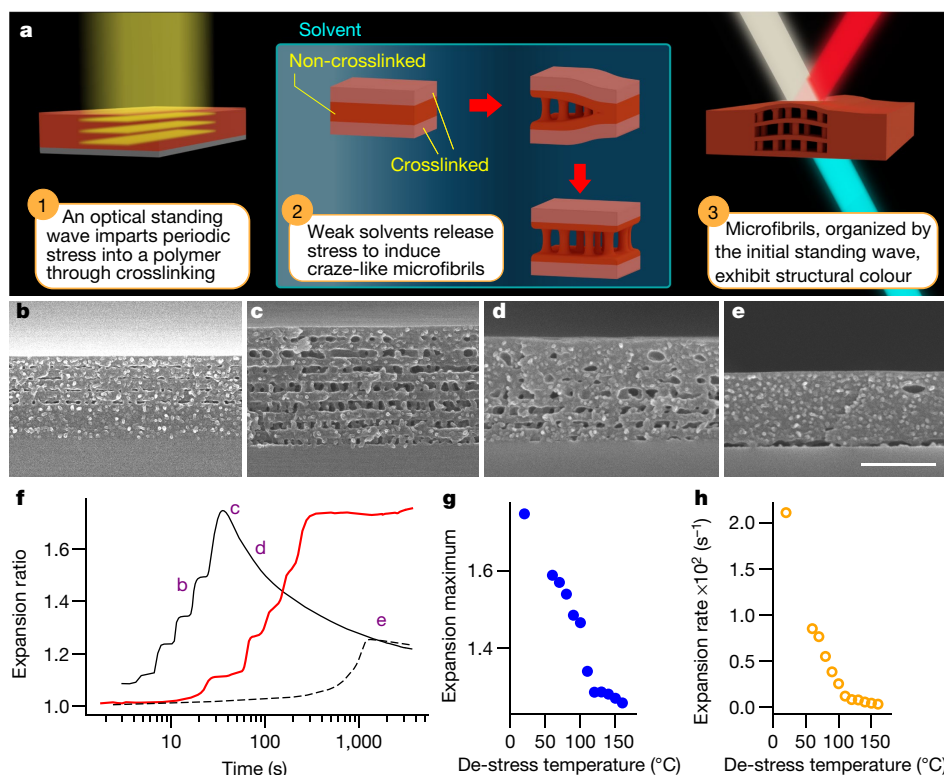 a
Solvent
Non-crosslinked
Crosslinked
1
An optical standing
wave imparts periodic
stress into a polymer
through crosslinking
2
Weak solvents release
stress to induce
craze-like microfibrils
3
Microfibrils, organized by
the initial standing wave,
exhibit structural colour
b
c
d
e
f
Expansion ratio
1.6
1.4
1.2
1.0
b
c
d
e
10
100
1,000
Time (s)
g
Expansion maximum
1.6
1.4
0
50
100
150
De-stress temperature (°C)
h
Expansion rate ×10² (s⁻¹)
2.0
1.5
1.0
0.5
0.0
0
50
100
150
De-stress temperature (°C)